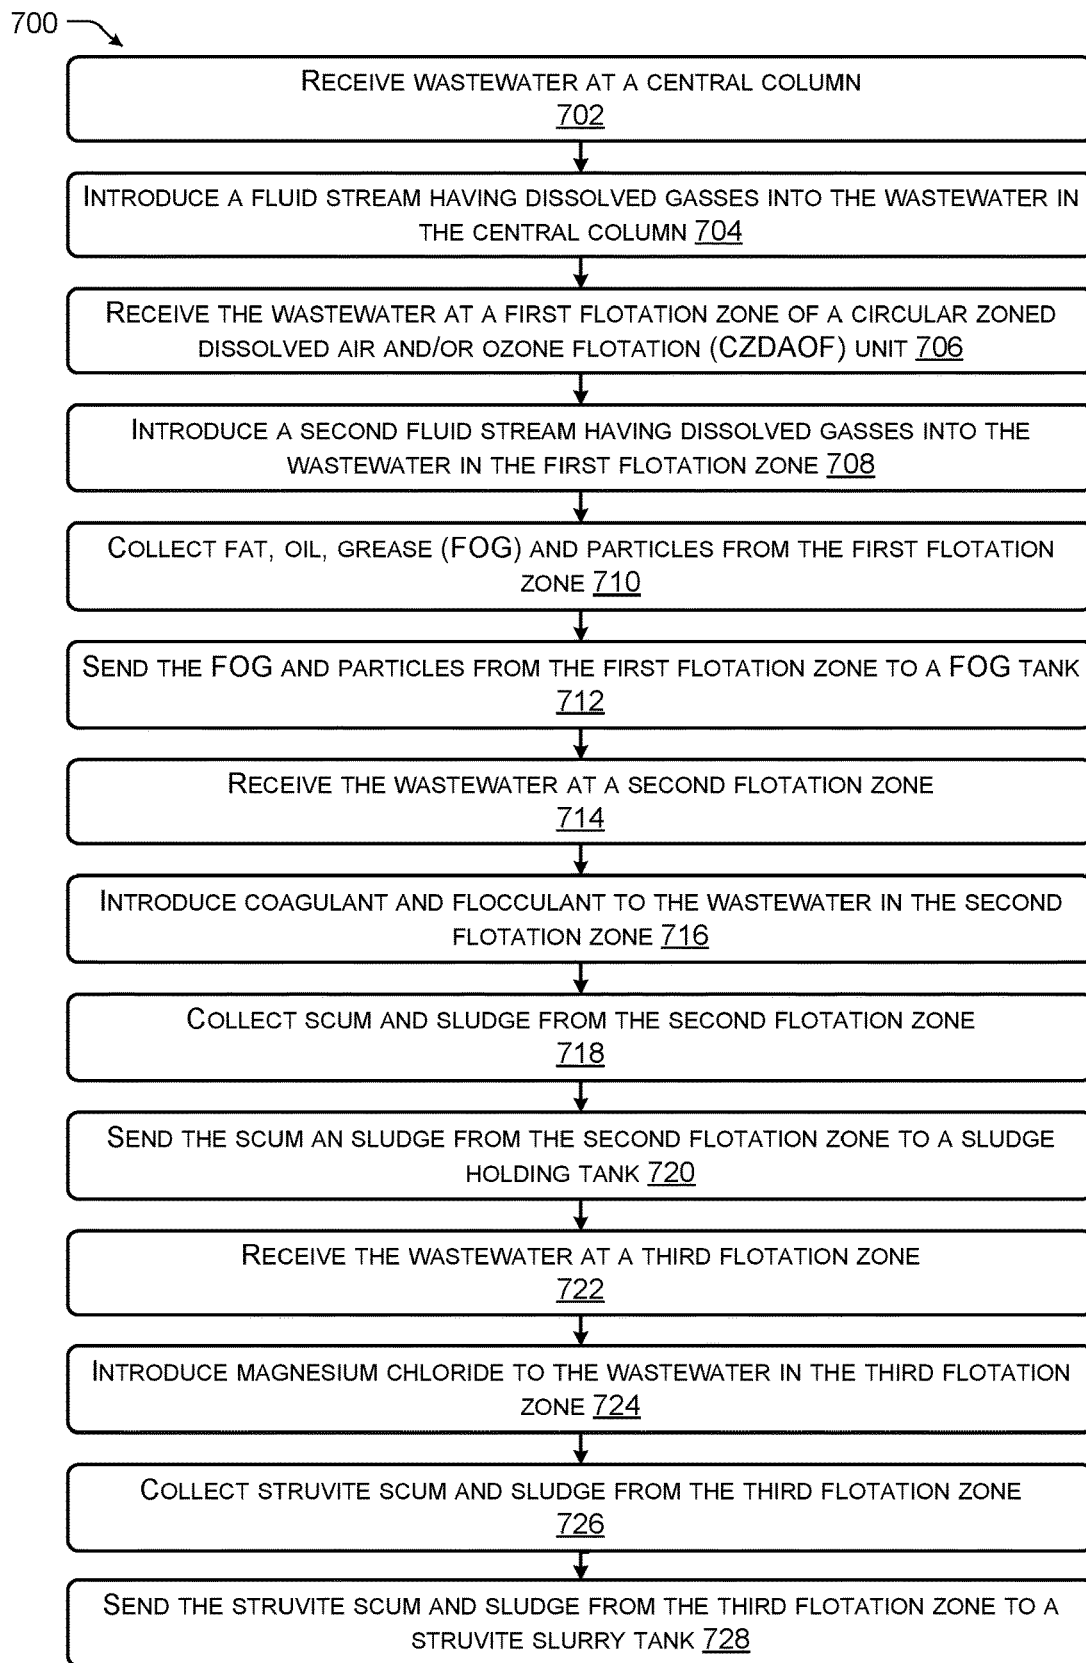 700
RECEIVE WASTEWATER AT A CENTRAL COLUMN
702
INTRODUCE A FLUID STREAM HAVING DISSOLVED GASSES INTO THE WASTEWATER IN
THE CENTRAL COLUMN 704
RECEIVE THE WASTEWATER AT A FIRST FLOTATION ZONE OF A CIRCULAR ZONED
DISSOLVED AIR AND/OR OZONE FLOTATION (CZDAOF) UNIT 706
INTRODUCE A SECOND FLUID STREAM HAVING DISSOLVED GASSES INTO THE
WASTEWATER IN THE FIRST FLOTATION ZONE 708
COLLECT FAT, OIL, GREASE (FOG) AND PARTICLES FROM THE FIRST FLOTATION
ZONE 710
SEND THE FOG AND PARTICLES FROM THE FIRST FLOTATION ZONE TO A FOG TANK
712
RECEIVE THE WASTEWATER AT A SECOND FLOTATION ZONE
714
INTRODUCE COAGULANT AND FLOCCULANT TO THE WASTEWATER IN THE SECOND
FLOTATION ZONE 716
COLLECT SCUM AND SLUDGE FROM THE SECOND FLOTATION ZONE
718
SEND THE SCUM AN SLUDGE FROM THE SECOND FLOTATION ZONE TO A SLUDGE
HOLDING TANK 720
RECEIVE THE WASTEWATER AT A THIRD FLOTATION ZONE
722
INTRODUCE MAGNESIUM CHLORIDE TO THE WASTEWATER IN THE THIRD FLOTATION
ZONE 724
COLLECT STRUVITE SCUM AND SLUDGE FROM THE THIRD FLOTATION ZONE
726
SEND THE STRUVITE SCUM AND SLUDGE FROM THE THIRD FLOTATION ZONE TO A
STRUVITE SLURRY TANK 728